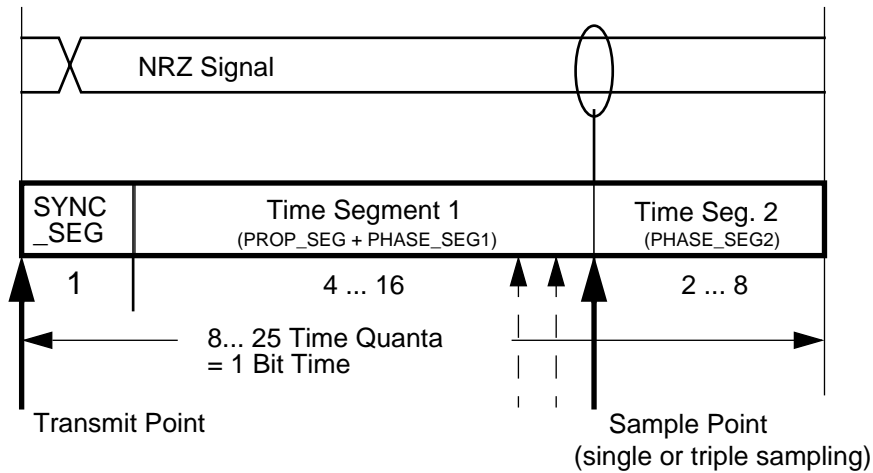 NRZ Signal
SYNC
_SEG
Time Segment 1
(PROP_SEG + PHASE_SEG1)
Time Seg. 2
(PHASE_SEG2)
1
4 ... 16
2 ... 8
8... 25 Time Quanta
= 1 Bit Time
Transmit Point
Sample Point
(single or triple sampling)